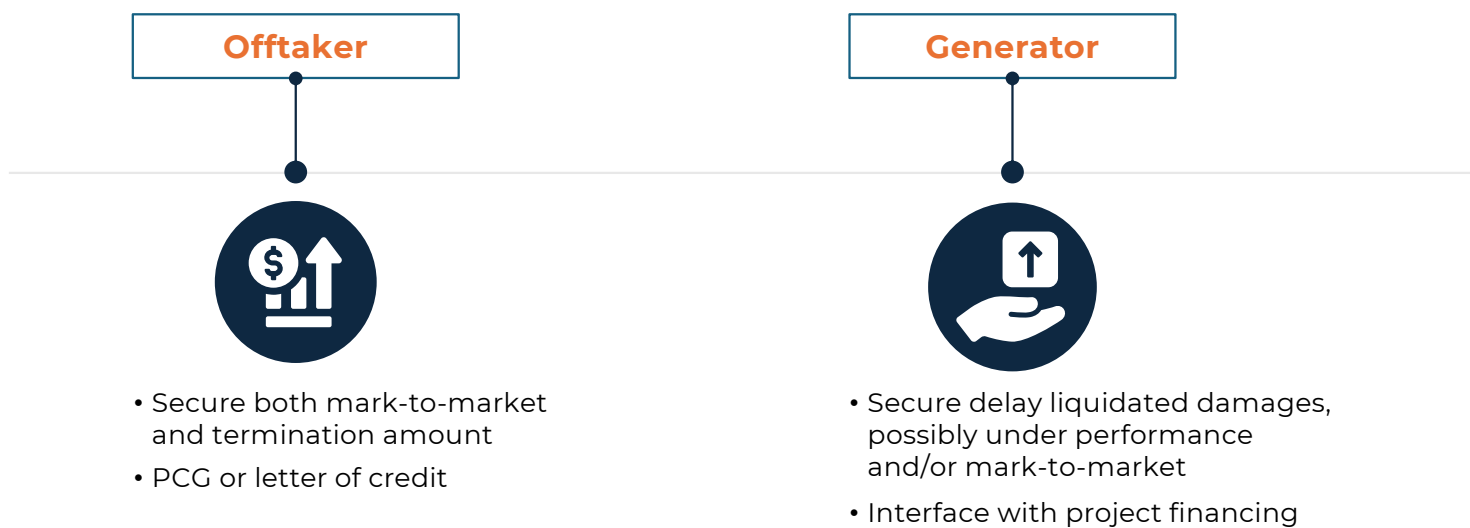 Offtaker
$
• Secure both mark-to-market
and termination amount
• PCG or letter of credit
Generator
• Secure delay liquidated damages,
possibly under performance
and/or mark-to-market
• Interface with project financing